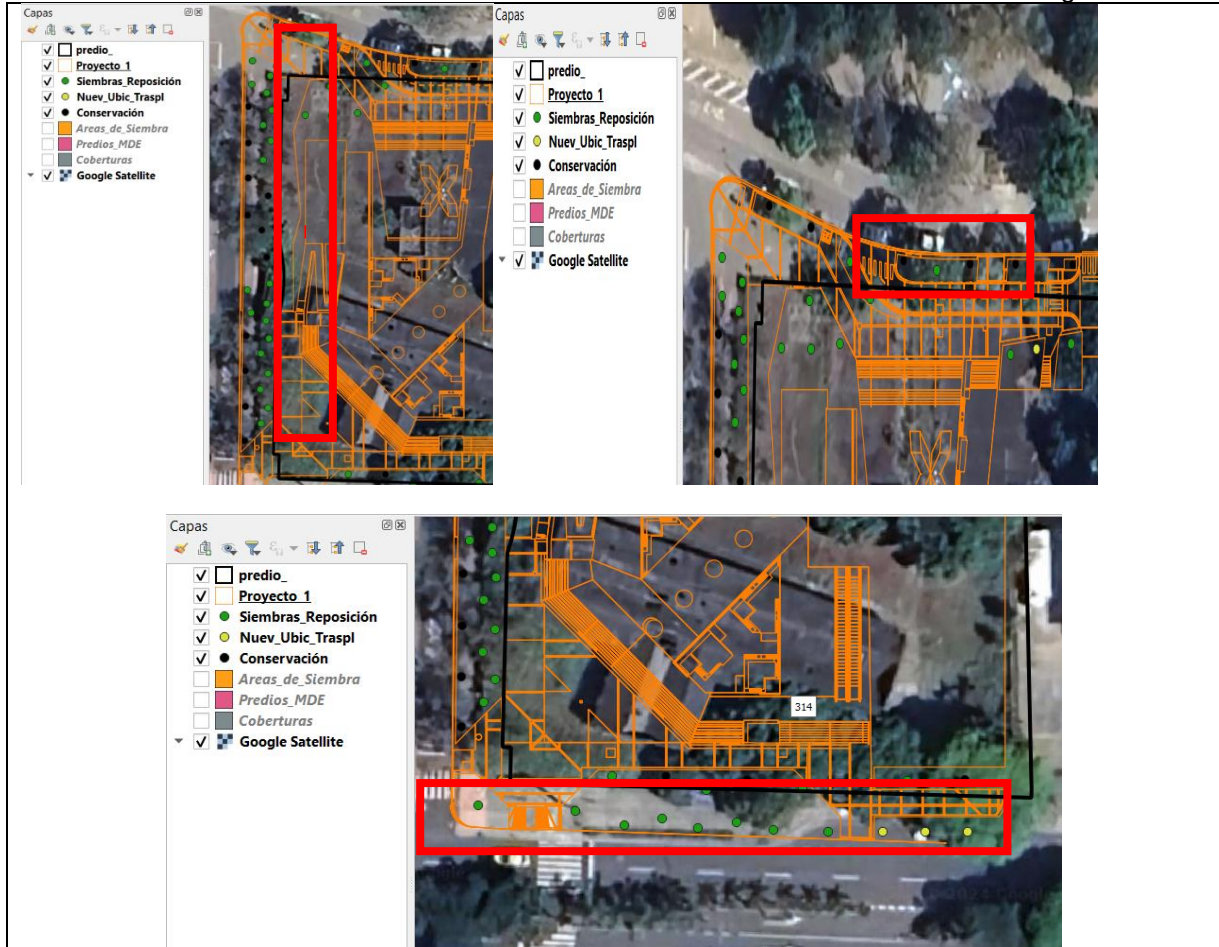 Capas
predio_
Proyecto_1
Siembras_Reposición
Nuev_Ubic_Traspl
Conservación
Areas_de_Siembra
Predios_MDE
Coberturas
Google Satellite
Capas
predio_
Proyecto_1
Siembras_Reposición
Nuev_Ubic_Traspl
Conservación
Areas_de_Siembra
Predios_MDE
Coberturas
Google Satellite
Capas
predio_
Proyecto_1
Siembras_Reposición
Nuev_Ubic_Traspl
Conservación
Areas_de_Siembra
Predios_MDE
Coberturas
Google Satellite
314